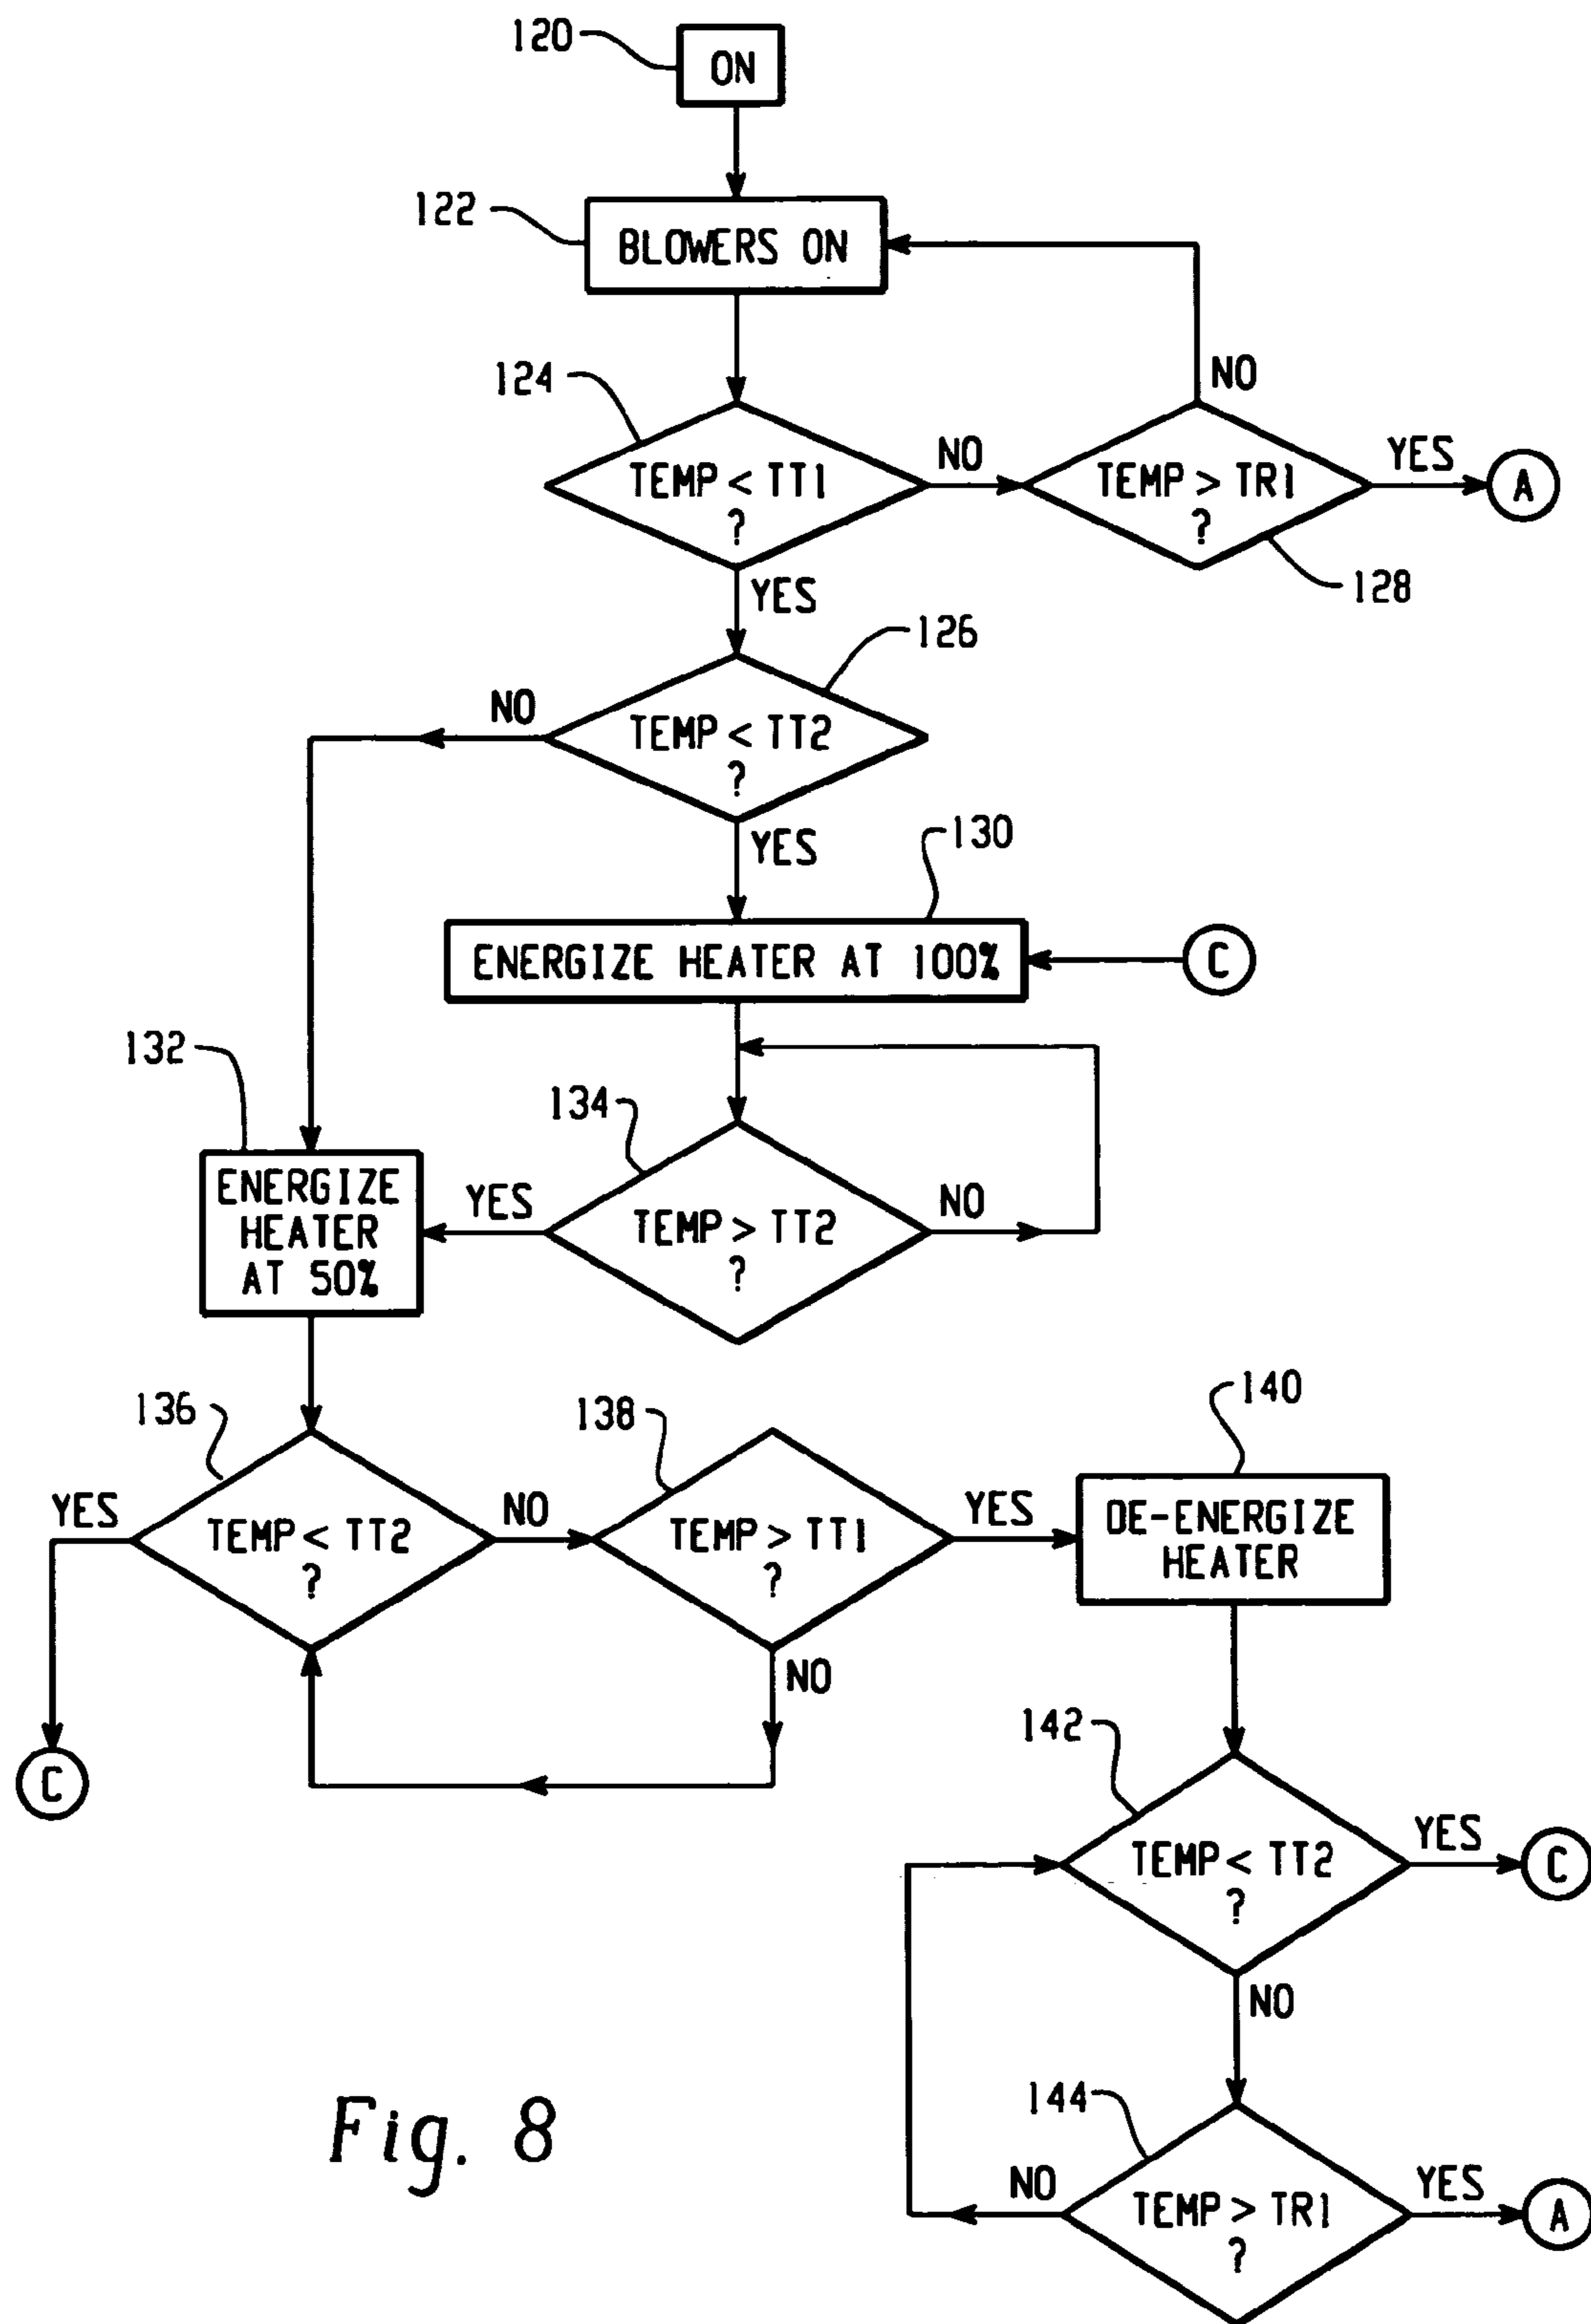 120
ON
122
BLOWERS ON
124
NO
TEMP < TT1
?
NO
TEMP > TR1
?
YES
A
128
YES
126
NO
TEMP < TT2
?
YES
130
ENERGIZE HEATER AT 100%
C
132
134
ENERGIZE
HEATER
AT 50%
YES
TEMP > TT2
?
NO
136
138
140
YES
TEMP < TT2
?
NO
TEMP > TT1
?
YES
DE-ENERGIZE
HEATER
NO
C
142
TEMP < TT2
?
YES
C
NO
144
NO
TEMP > TR1
?
YES
A
Fig. 8